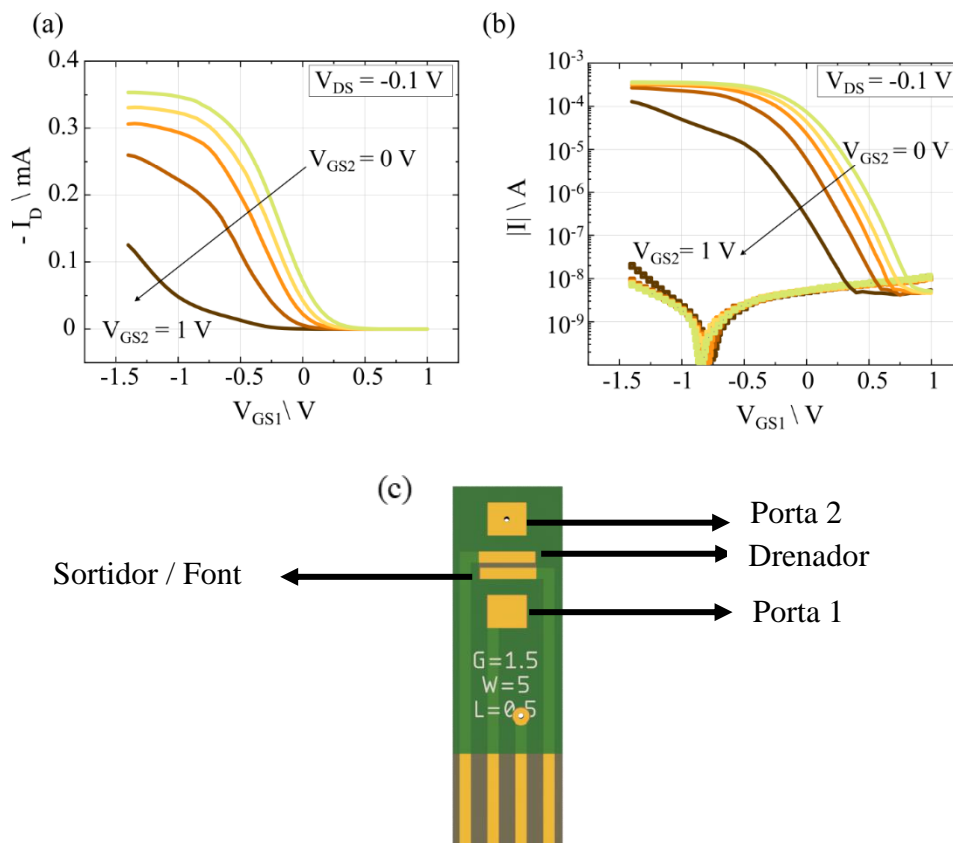 (a)
V_DS = -0.1 V
V_GS2 = 0 V
V_GS2 = 1 V
- I_D \ mA
0.4
0.3
0.2
0.1
0
-1.5 -1 -0.5 0 0.5 1
V_GS1 \ V
(b)
V_DS = -0.1 V
V_GS2 = 0 V
V_GS2 = 1 V
|I| \ A
10⁻³
10⁻⁴
10⁻⁵
10⁻⁶
10⁻⁷
10⁻⁸
10⁻⁹
-1.5 -1 -0.5 0 0.5 1
V_GS1 \ V
(c)
Porta 2
Drenador
Sortidor / Font
Porta 1
G=1.5
W=5
L=0.5